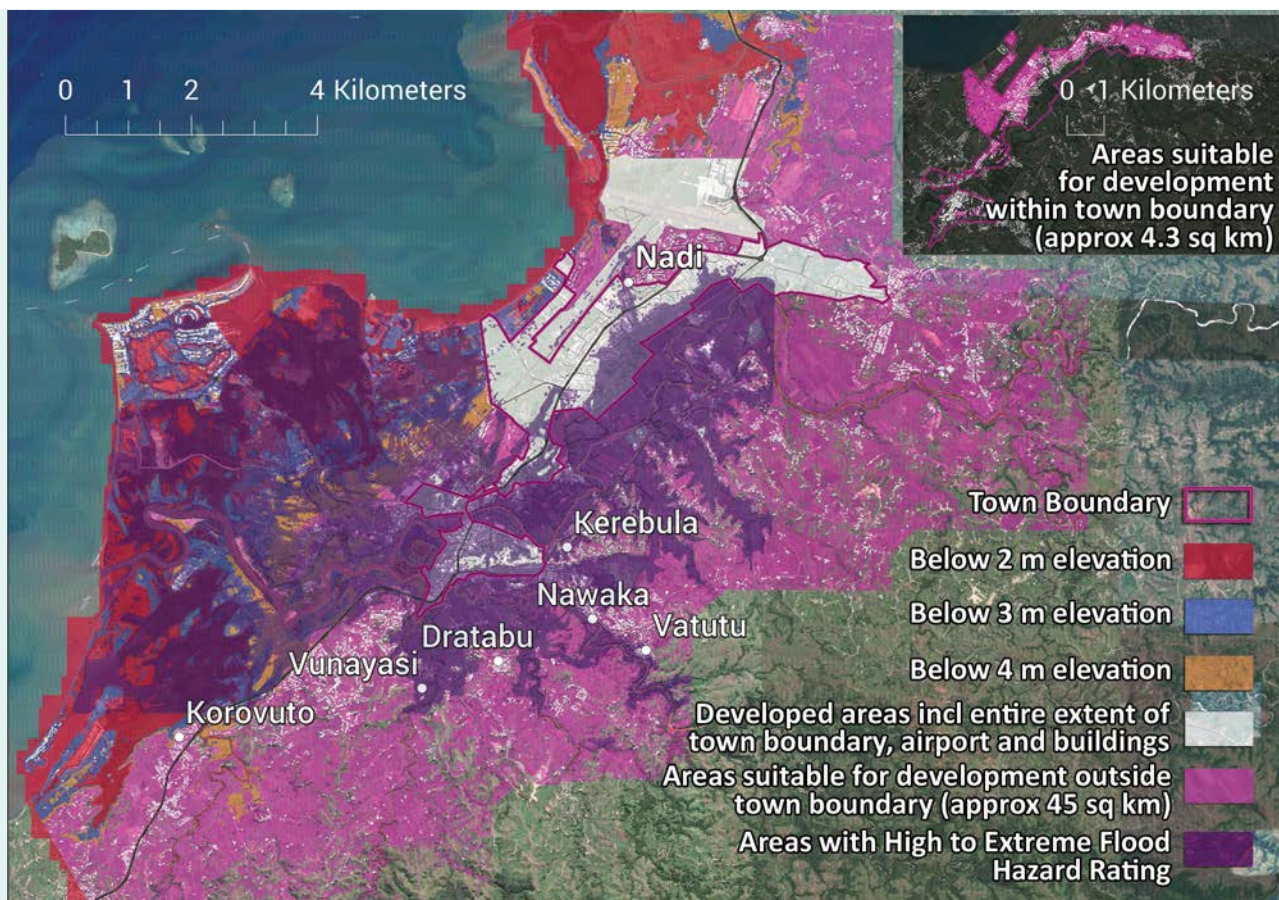 0 1 2 4 Kilometers
0 1 Kilometers
Areas suitable
for development
within town boundary
(approx 4.3 sq km)
Nadi
Kerebula
Nawaka
Vatutu
Dratabu
Vunayasi
Korovuto
Town Boundary
Below 2 m elevation
Below 3 m elevation
Below 4 m elevation
Developed areas incl entire extent of
town boundary, airport and buildings
Areas suitable for development outside
town boundary (approx 45 sq km)
Areas with High to Extreme Flood
Hazard Rating